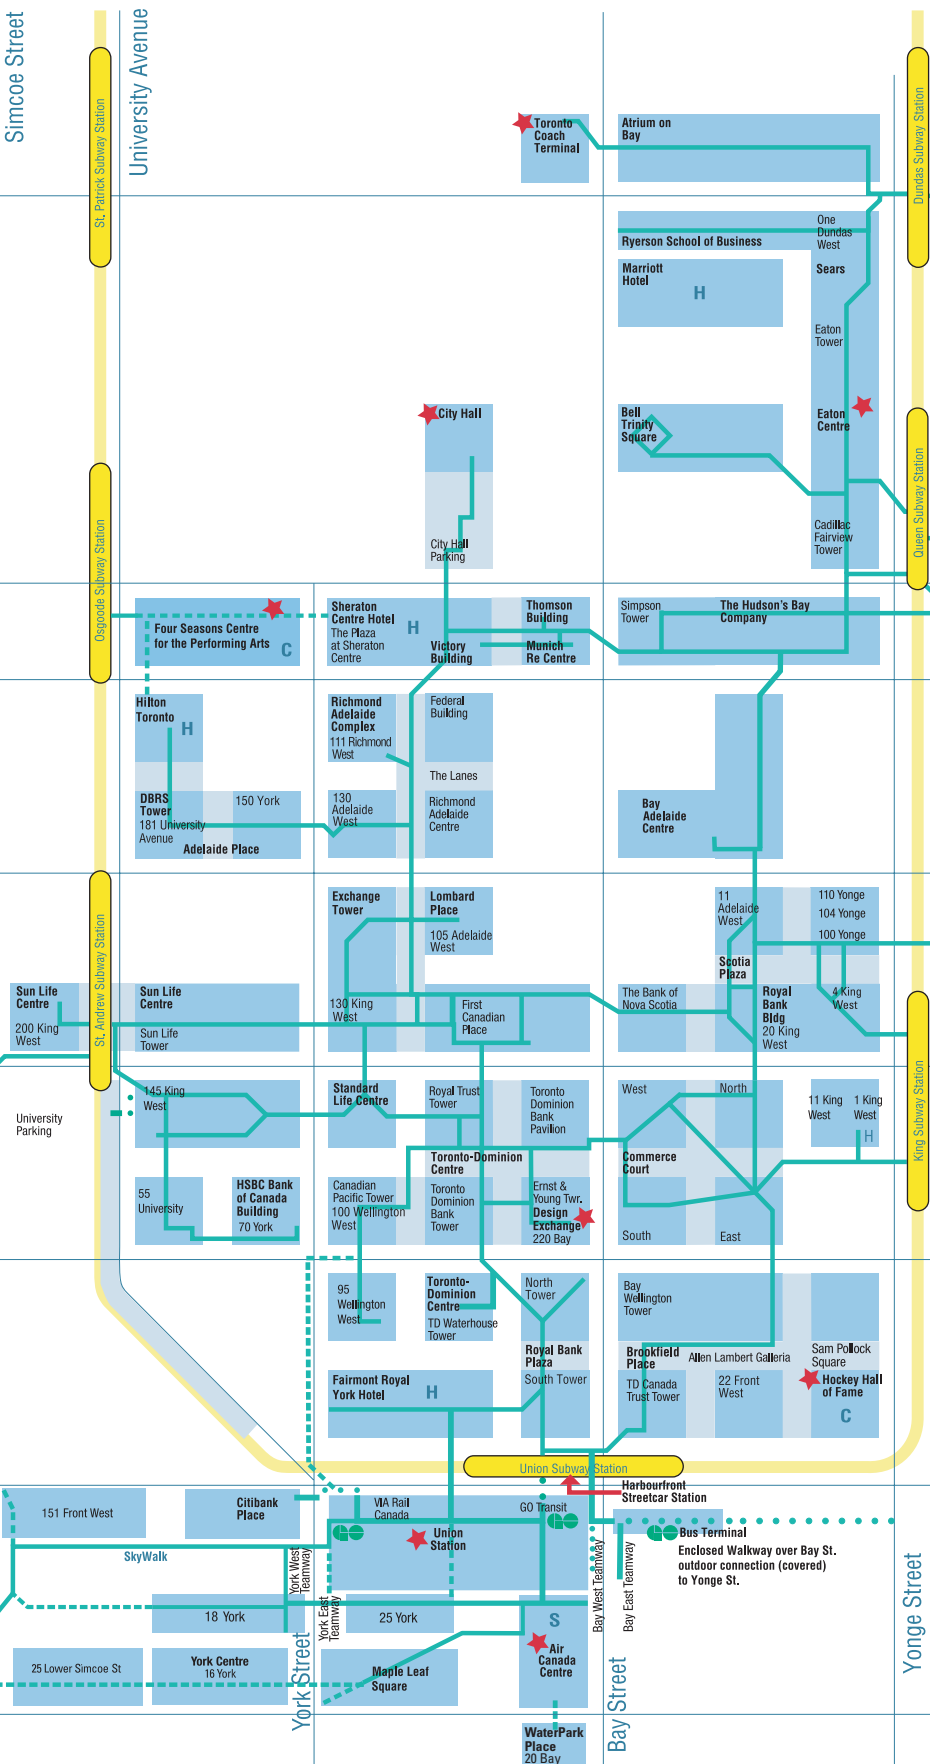 Simcoe Street
University Avenue
St. Patrick Subway Station
Dundas Subway Station
Toronto
Coach
Terminal
Atrium on
Bay
One
Dundas
West
Ryerson School of Business
Marriott
Hotel
H
Sears
Eaton
Tower
City Hall
Bell
Trinity
Square
Eaton
Centre
Osgoode Subway Station
Queen Subway Station
City Hall
Parking
Cadillac
Fairview
Tower
Four Seasons Centre
for the Performing Arts
C
Sheraton
Centre Hotel
The Plaza
at Sheraton
Centre
H
Victory
Building
Thomson
Building
Munich
Re Centre
Simpson
Tower
The Hudson's Bay
Company
Hilton
Toronto
H
Richmond
Adelaide
Complex
111 Richmond
West
Federal
Building
The Lanes
DBRS
Tower
181 University
Avenue
150 York
Adelaide Place
130
Adelaide
West
Richmond
Adelaide
Centre
Bay
Adelaide
Centre
St. Andrew Subway Station
Exchange
Tower
Lombard
Place
105 Adelaide
West
11
Adelaide
West
110 Yonge
104 Yonge
100 Yonge
Scotia
Plaza
Sun Life
Centre
200 King
West
Sun Life
Centre
Sun Life
Tower
130 King
West
First
Canadian
Place
The Bank of
Nova Scotia
Royal
Bank
Bldg
20 King
West
4 King
West
King Subway Station
University
Parking
145 King
West
Standard
Life Centre
Royal Trust
Tower
Toronto
Dominion
Bank
Pavilion
West
North
11 King
West
1 King
West
H
Toronto-Dominion
Centre
Commerce
Court
55
University
HSBC Bank
of Canada
Building
70 York
Canadian
Pacific Tower
100 Wellington
West
Toronto
Dominion
Bank
Tower
Ernst &
Young Twr.
Design
Exchange
220 Bay
South
East
95
Wellington
West
Toronto-
Dominion
Centre
TD Waterhouse
Tower
North
Tower
Bay
Wellington
Tower
Royal Bank
Plaza
South Tower
Brookfield
Place
Allen Lambert Galleria
Sam Pollock
Square
TD Canada
Trust Tower
22 Front
West
Hockey Hall
of Fame
C
Fairmont Royal
York Hotel
H
Union Subway Station
Harbourfront
Streetcar Station
151 Front West
Citibank
Place
VIA Rail
Canada
GO Transit
Union
Station
Bus Terminal
Enclosed Walkway over Bay St.
outdoor connection (covered)
to Yonge St.
SkyWalk
York West
Teamway
York East
Teamway
Bay West Teamway
Bay East Teamway
18 York
25 York
S
Air
Canada
Centre
25 Lower Simcoe St
York Centre
16 York
Maple Leaf
Square
York Street
Bay Street
Yonge Street
WaterPark
Place
20 Bay